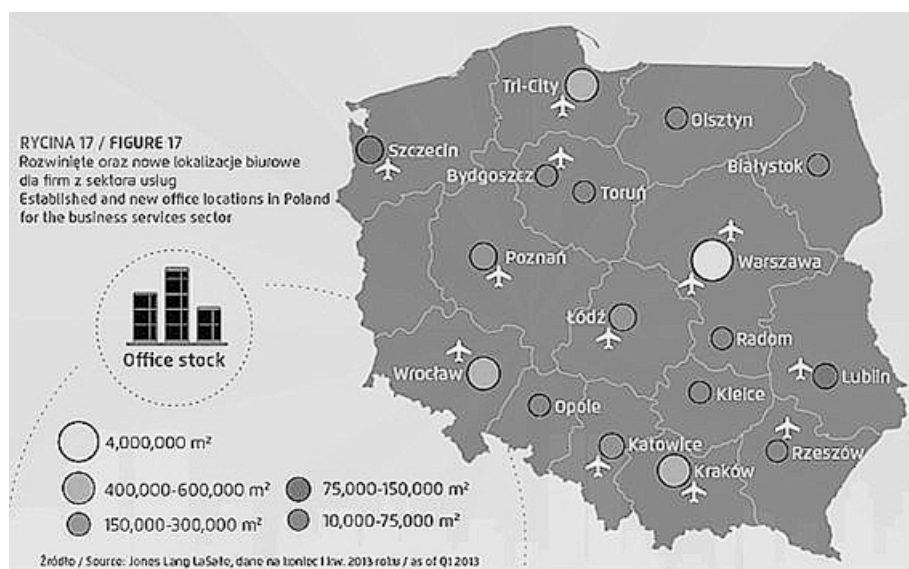 RYCINA 17 / FIGURE 17
Rozwinięte oraz nowe lokalizacje biurowe
dla firm z sektora usług
Established and new office locations in Poland
for the business services sector
Office stock
4,000,000 m²
400,000-600,000 m²
150,000-300,000 m²
75,000-150,000 m²
10,000-75,000 m²
Tri-City
Olsztyn
Szczecin
Białystok
Bydgoszcz
Toruń
Poznań
Warszawa
Łódź
Radom
Wrocław
Lublin
Kielce
Opole
Katowice
Rzeszów
Kraków
Źródło / Source: Jones Lang LaSalle, dane na koniec I kw. 2013 roku / as of Q1 2013